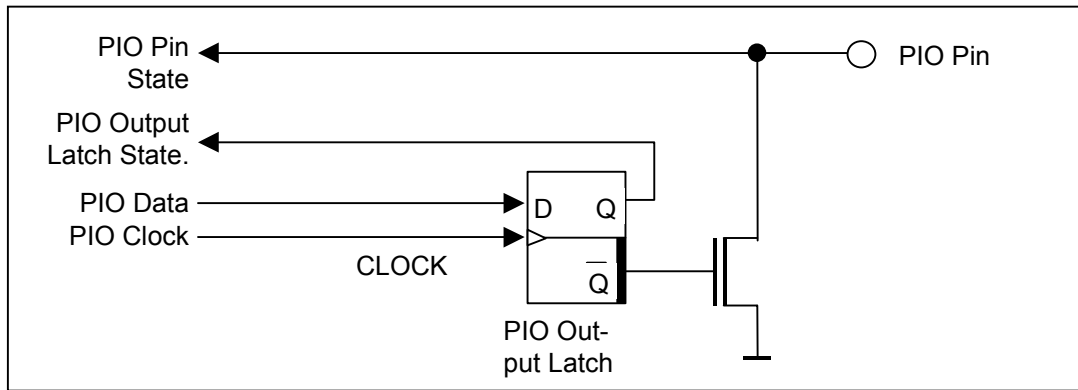 PIO Pin
State
PIO Pin
PIO Output
Latch State.
PIO Data
PIO Clock
CLOCK
D
Q
Q̅
PIO Out-
put Latch